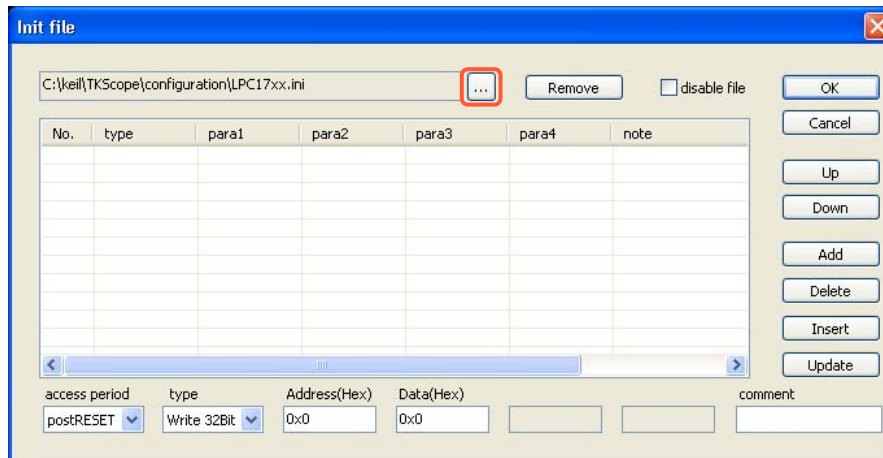 Init file
C:\keil\TKScope\configuration\LPC17xx.ini ... Remove disable file OK
Cancel
No. type para1 para2 para3 para4 note
Up
Down
Add
Delete
Insert
Update
access period type Address(Hex) Data(Hex) comment
postRESET Write 32Bit 0x0 0x0